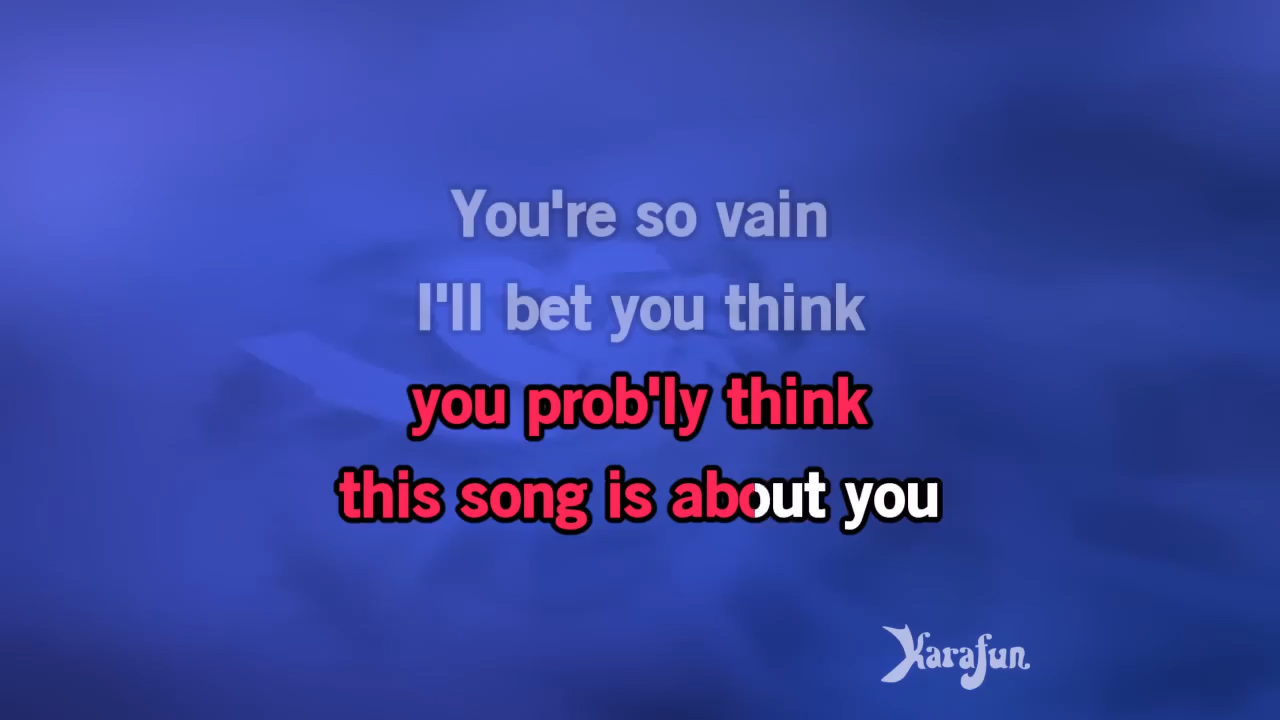 You're so vain
I'll bet you think
you prob'ly think
this song is about you
Karafun